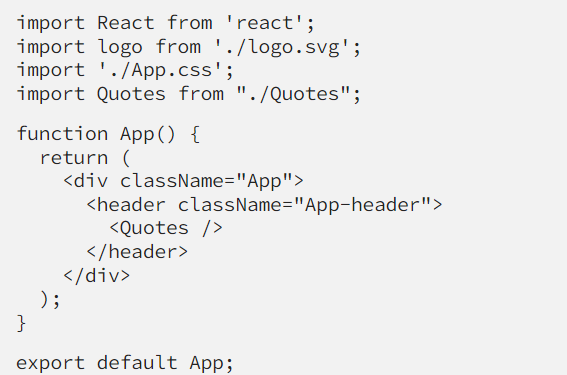 import React from 'react';
import logo from './logo.svg';
import './App.css';
import Quotes from "./Quotes";

function App() {
  return (
    <div className="App">
      <header className="App-header">
        <Quotes />
      </header>
    </div>
  );
}

export default App;